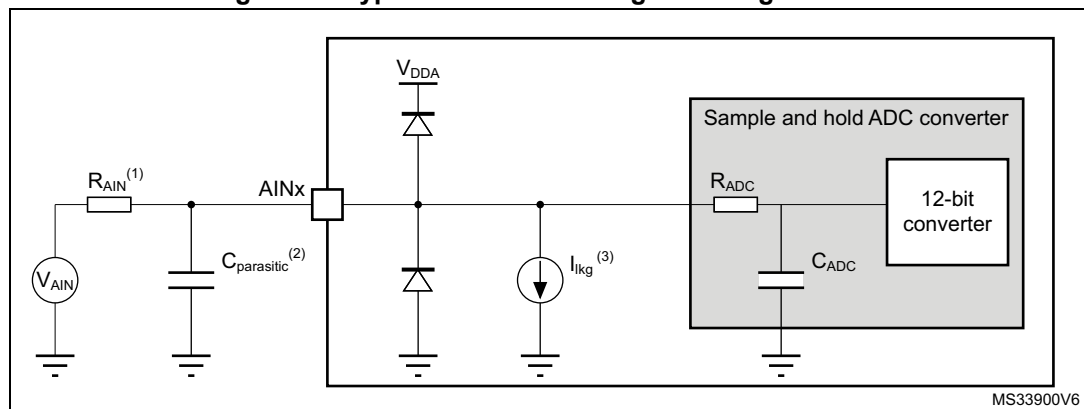 V_DDA
Sample and hold ADC converter
R_AIN^(1)
AINx
R_ADC
12-bit
converter
V_AIN
C_parasitic^(2)
I_lkg^(3)
C_ADC
MS33900V6